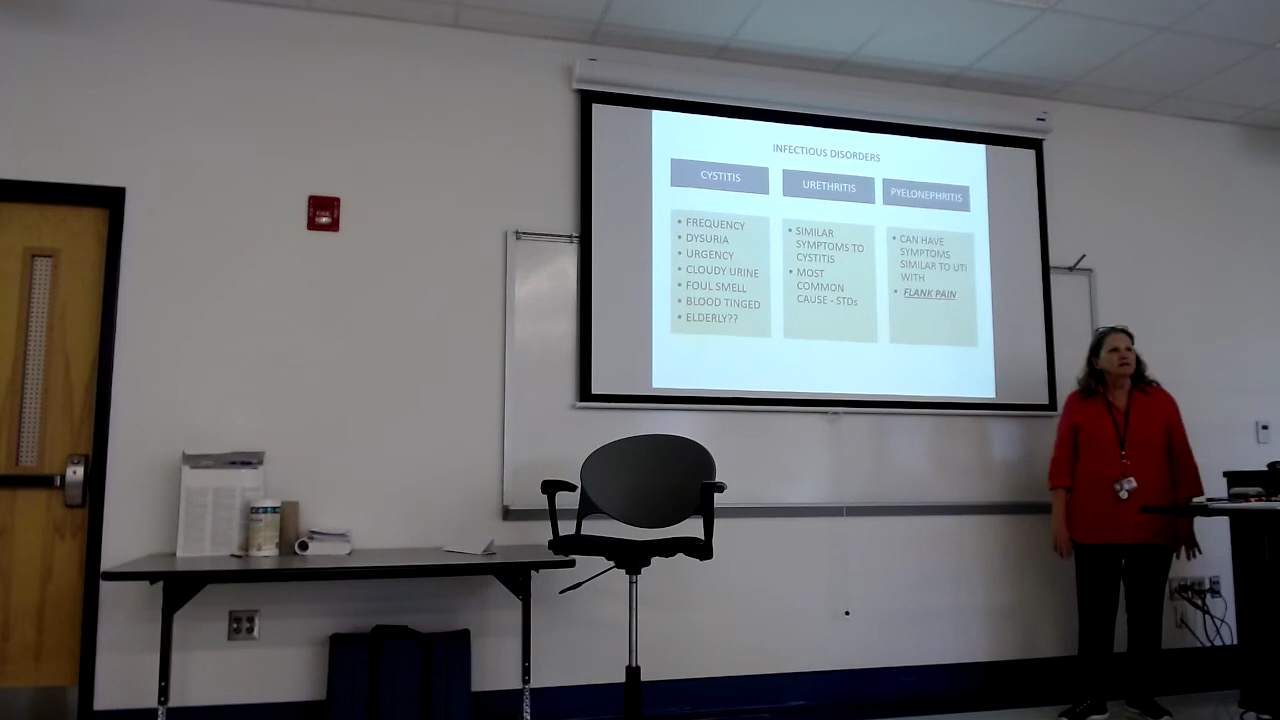 INFECTIOUS DISORDERS
CYSTITIS
• FREQUENCY
• DYSURIA
• URGENCY
• CLOUDY URINE
• FOUL SMELL
• BLOOD TINGED
• ELDERLY??
URETHRITIS
• SIMILAR
SYMPTOMS TO
CYSTITIS
• MOST
COMMON
CAUSE - STDs
PYELONEPHRITIS
• CAN HAVE
SYMPTOMS
SIMILAR TO UTI
WITH
• FLANK PAIN
FIRE